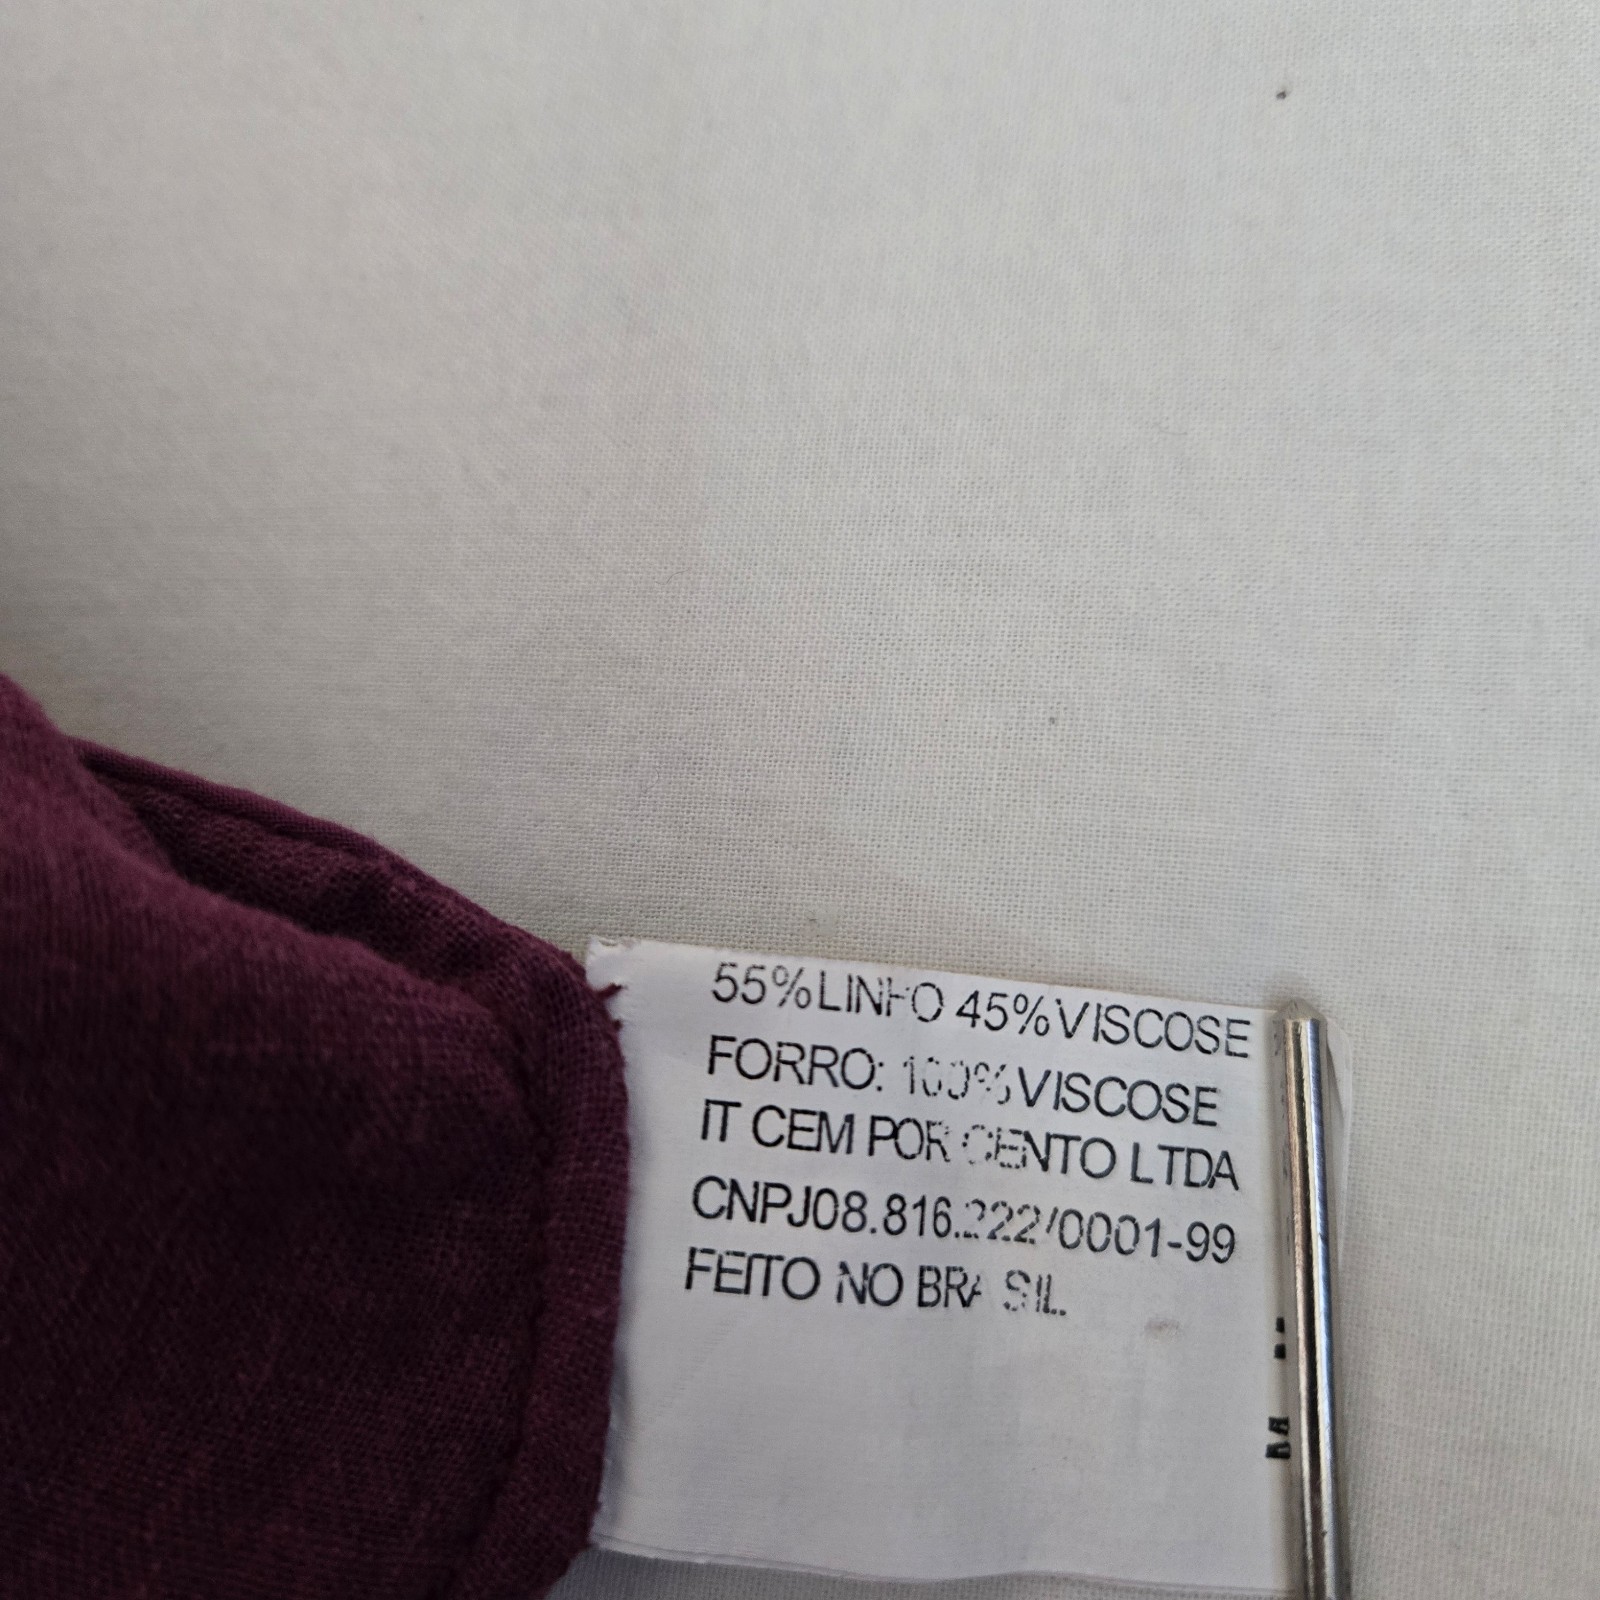 55%LINHO 45%VISCOSE
FORRO: 100%VISCOSE
IT CEM POR CENTO LTDA
CNPJ08.816.222/0001-99
FEITO NO BRASIL.